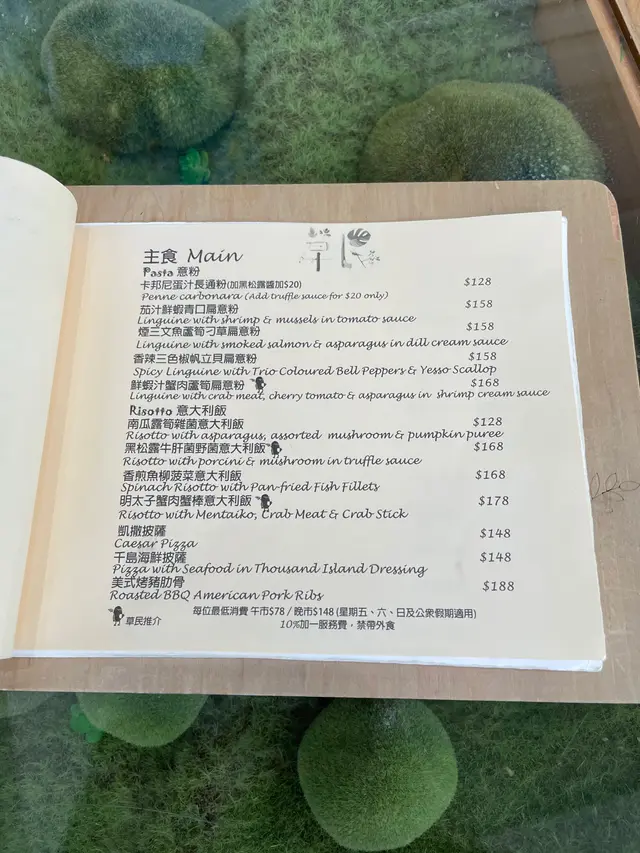 草民
主食 Main
Pasta 意粉
卡邦尼蛋汁長通粉(加黑松露醬加$20) $128
Penne carbonara (Add truffle sauce for $20 only)
茄汁鮮蝦青口扁意粉 $158
Linguine with shrimp & mussels in tomato sauce
煙三文魚蘆筍刁草扁意粉 $158
Linguine with smoked salmon & asparagus in dill cream sauce
香辣三色椒帆立貝扁意粉 $158
Spicy Linguine with Trio Coloured Bell Peppers & Yesso Scallop
鮮蝦汁蟹肉蘆筍扁意粉 $168
Linguine with crab meat, cherry tomato & asparagus in shrimp cream sauce
Risotto 意大利飯
南瓜露筍雜菌意大利飯 $128
Risotto with asparagus, assorted mushroom & pumpkin puree
黑松露牛肝菌野菌意大利飯 $168
Risotto with porcini & mushroom in truffle sauce
香煎魚柳菠菜意大利飯 $168
Spinach Risotto with Pan-fried Fish Fillets
明太子蟹肉蟹棒意大利飯 $178
Risotto with Mentaiko, Crab Meat & Crab Stick
凱撒披薩 $148
Caesar Pizza
千島海鮮披薩 $148
Pizza with Seafood in Thousand Island Dressing
美式烤豬肋骨 $188
Roasted BBQ American Pork Ribs
草民推介
每位最低消費 午市$78 / 晚市$148 (星期五、六、日及公衆假期適用)
10%加一服務費，禁帶外食